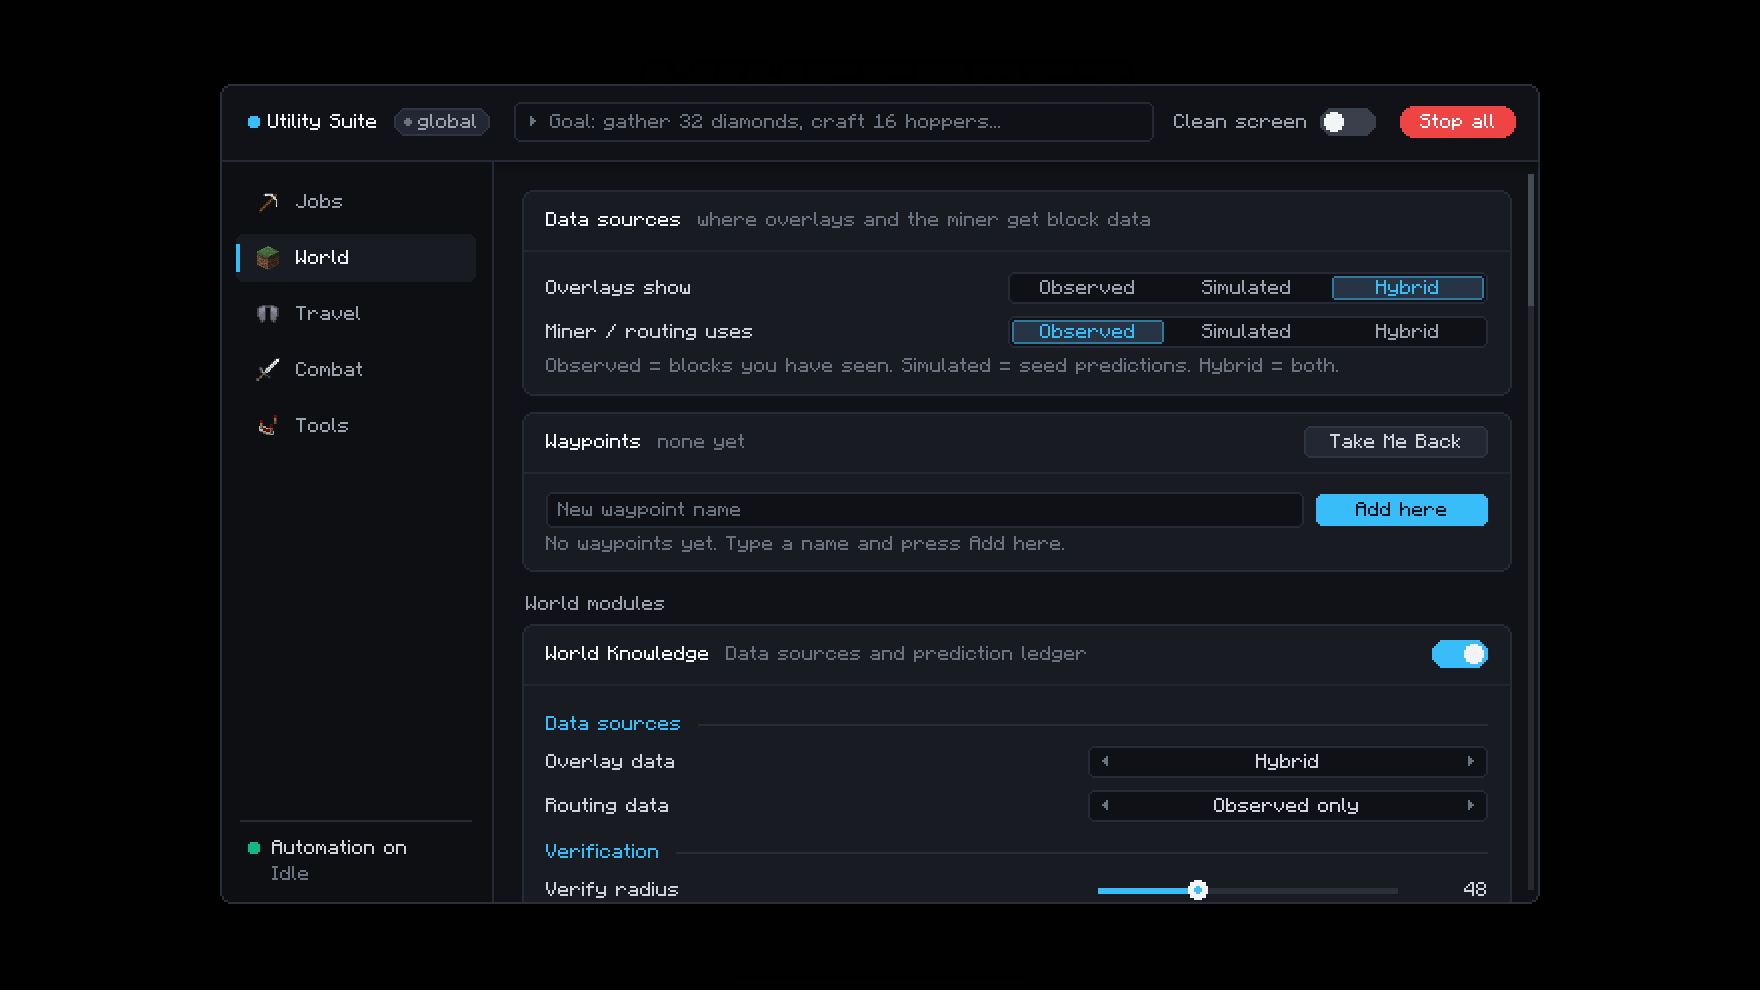 Utility Suite global Goal: gather 32 diamonds, craft 16 hoppers... Clean screen Stop all
Jobs
World
Travel
Combat
Tools
Automation on
Idle
Data sources where overlays and the miner get block data
Overlays show Observed Simulated Hybrid
Miner / routing uses Observed Simulated Hybrid
Observed = blocks you have seen. Simulated = seed predictions. Hybrid = both.
Waypoints none yet Take Me Back
New waypoint name Add here
No waypoints yet. Type a name and press Add here.
World modules
World Knowledge Data sources and prediction ledger
Data sources
Overlay data Hybrid
Routing data Observed only
Verification
Verify radius 48